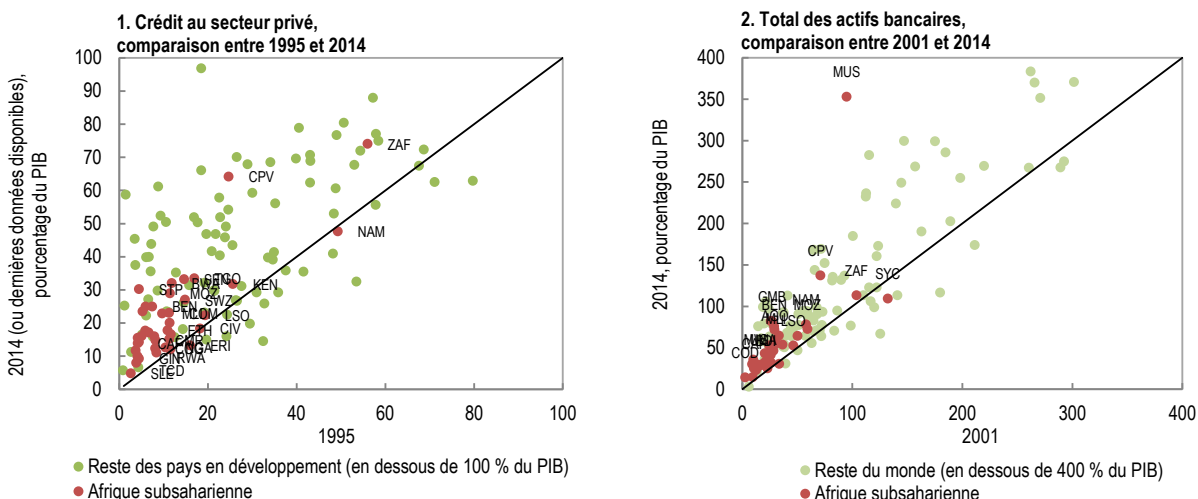 1. Crédit au secteur privé,
comparaison entre 1995 et 2014
2014 (ou dernières données disponibles),
pourcentage du PIB
100
90
80
70
60
50
40
30
20
10
0
ZAF
CPV
NAM
STP
KEN
BEN
SWZ
LSO
CIV
ERI
RWA
GIN
TCD
SLE
0
20
40
60
80
100
1995
Reste des pays en développement (en dessous de 100 % du PIB)
Afrique subsaharienne
2. Total des actifs bancaires,
comparaison entre 2001 et 2014
2014, pourcentage du PIB
400
350
300
250
200
150
100
50
0
MUS
CPV
ZAF
SYC
GMB
NAM
BEN
MOZ
LSO
COD
0
100
200
300
400
2001
Reste du monde (en dessous de 400 % du PIB)
Afrique subsaharienne